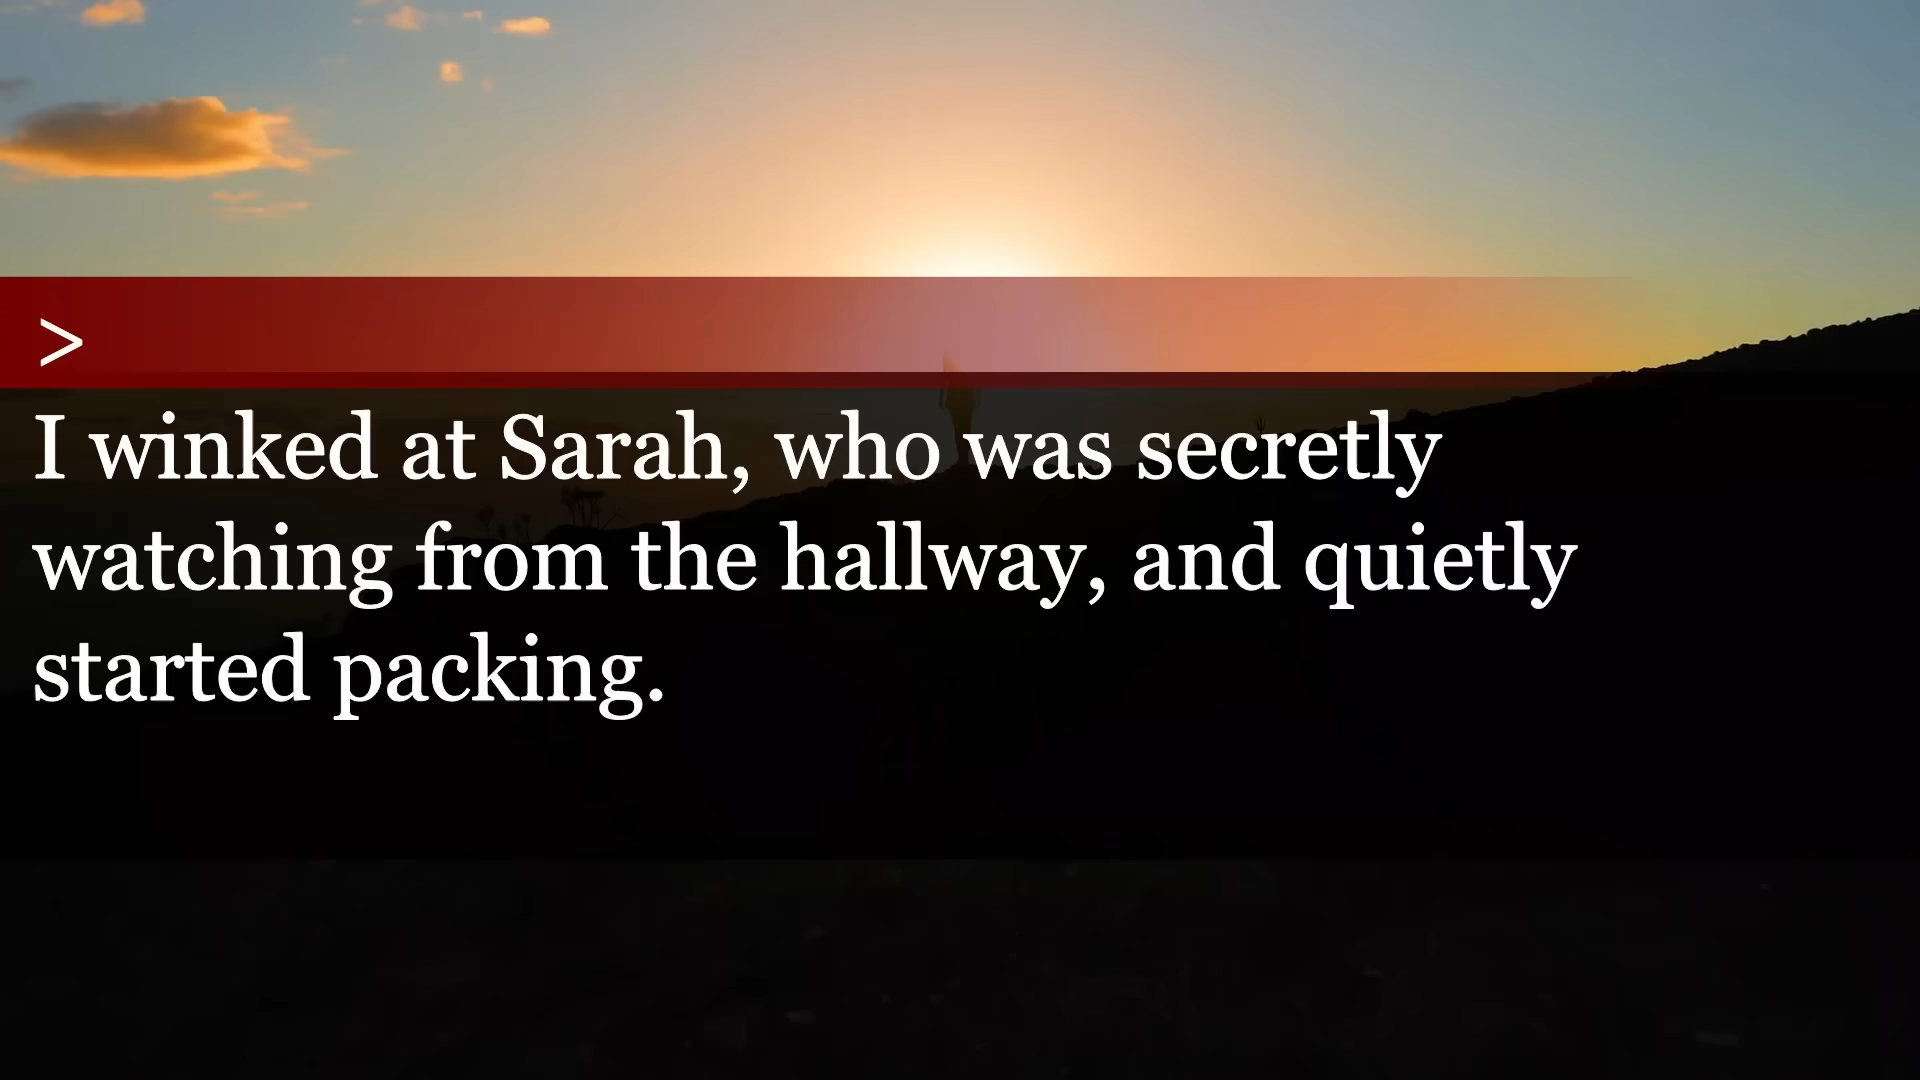 >
I winked at Sarah, who was secretly
watching from the hallway, and quietly
started packing.